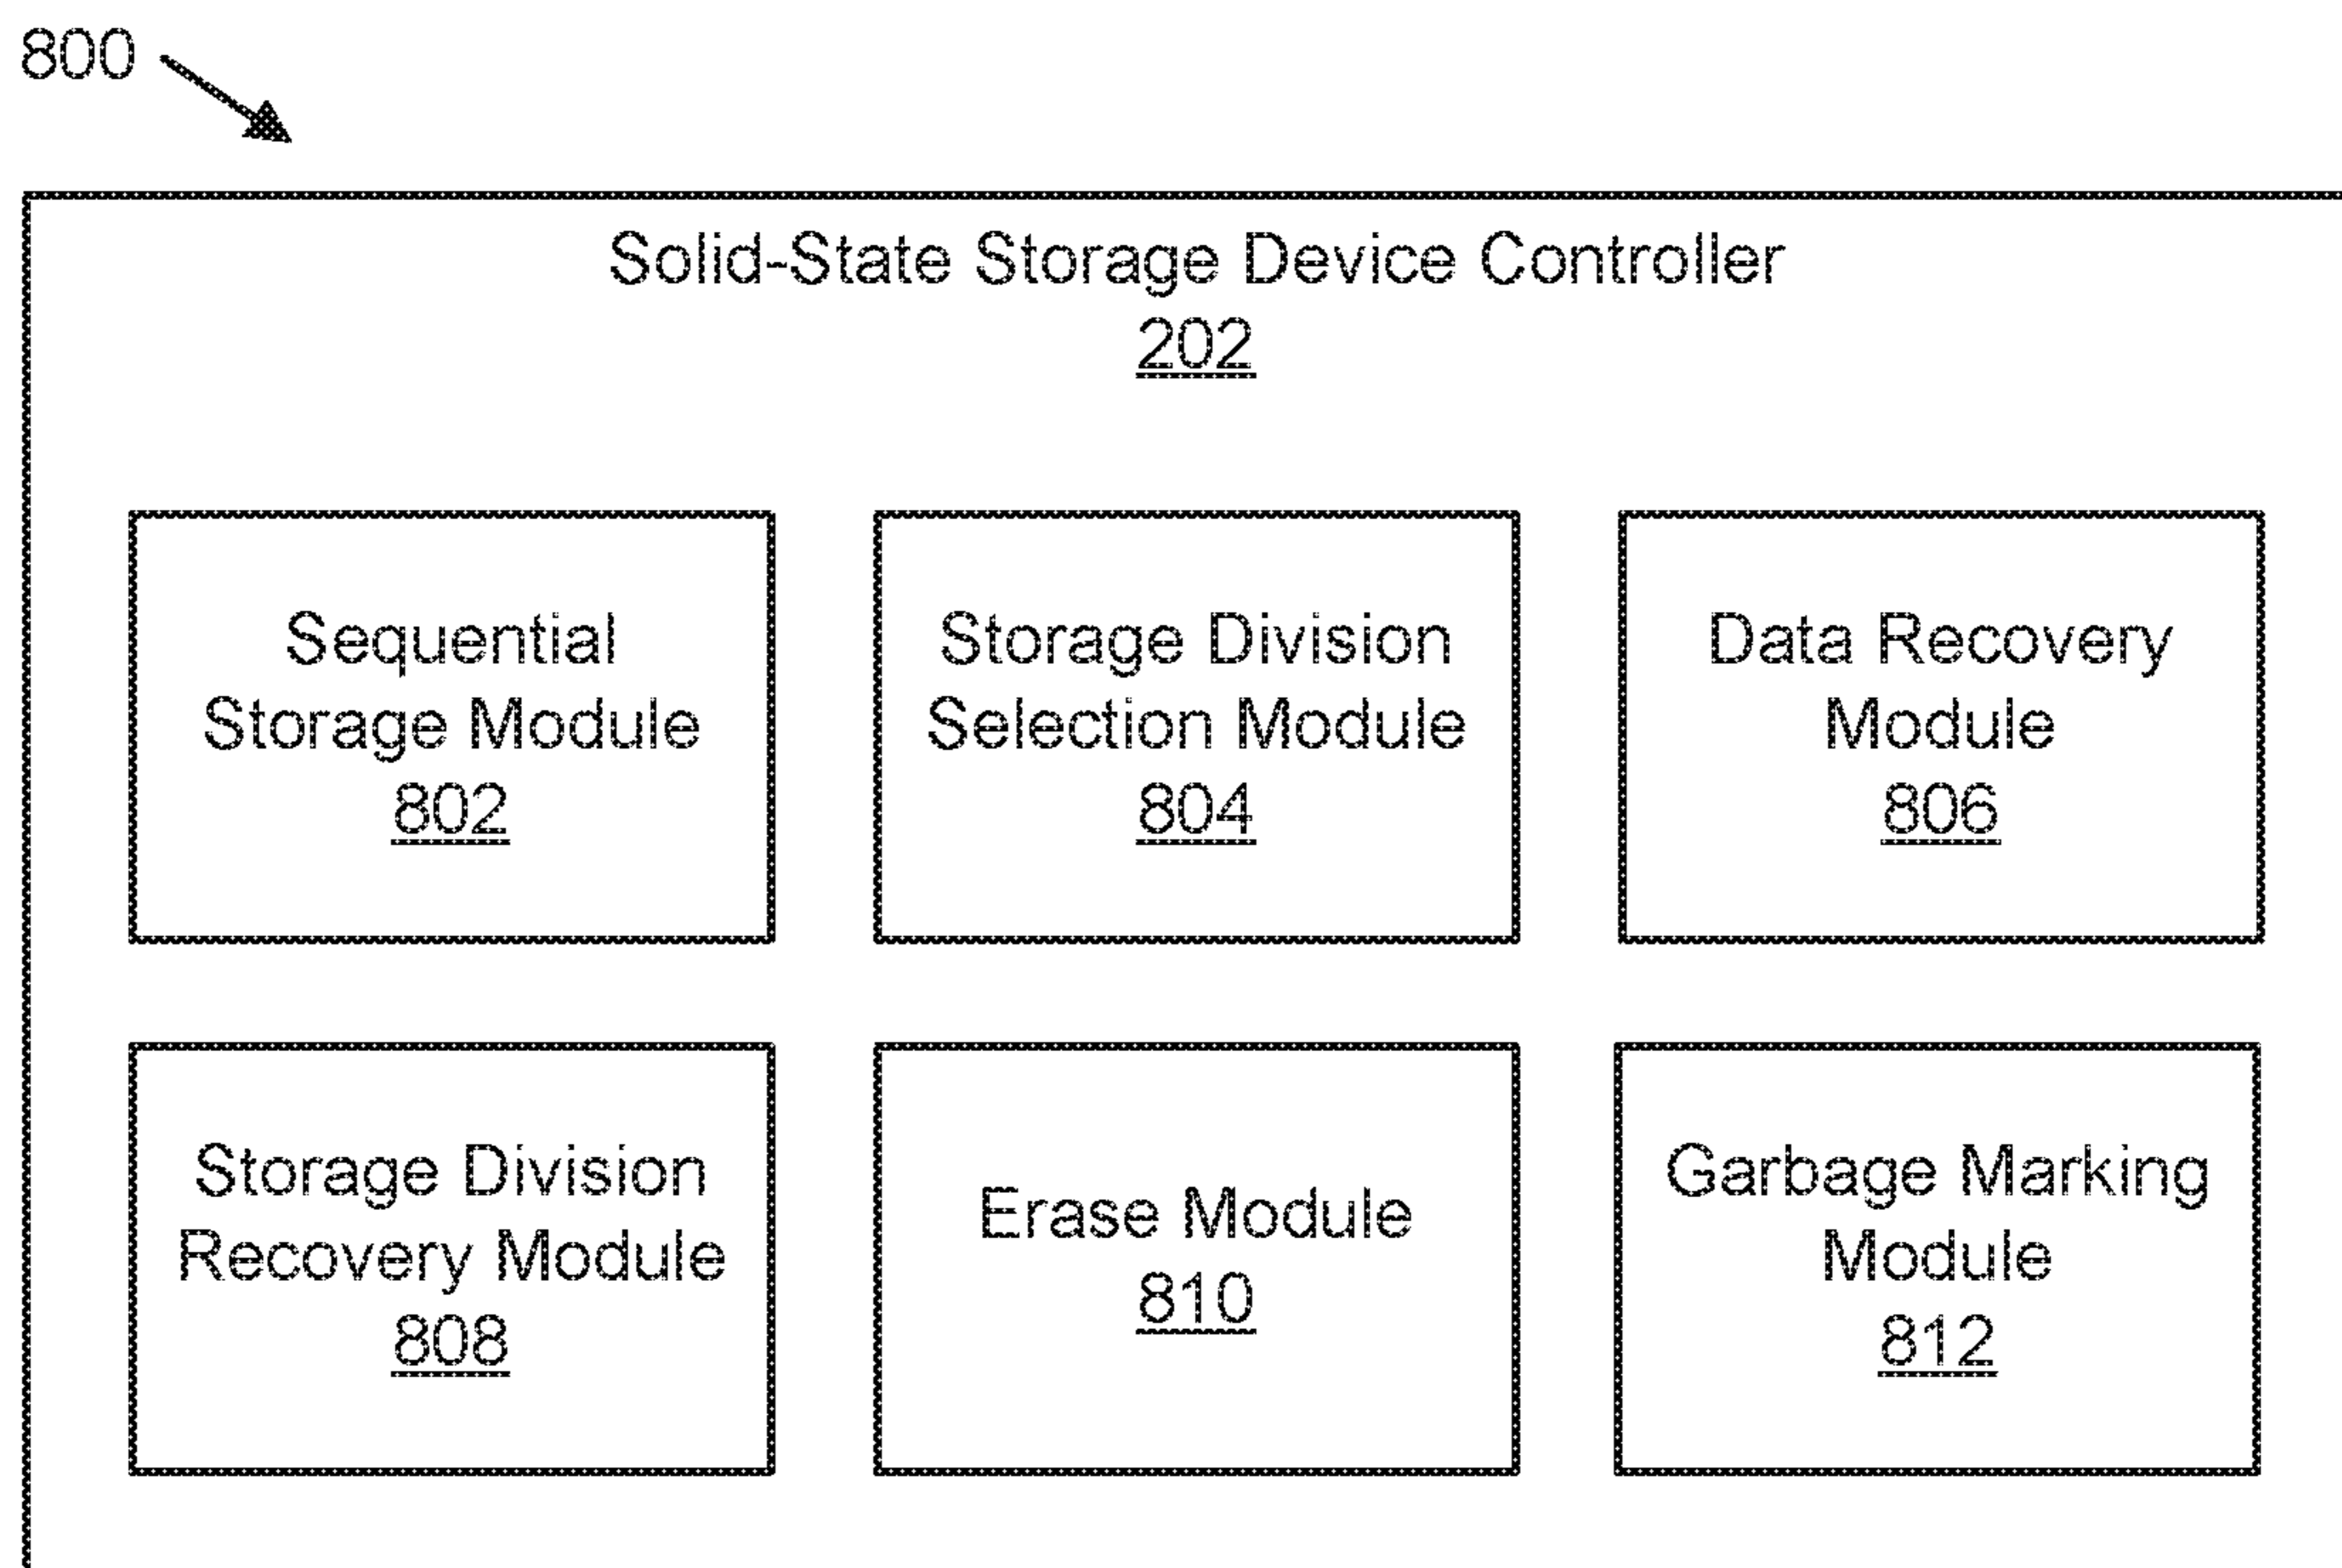 800
Solid-State Storage Device Controller
202
Sequential
Storage Module
802
Storage Division
Selection Module
804
Data Recovery
Module
806
Storage Division
Recovery Module
808
Erase Module
810
Garbage Marking
Module
812